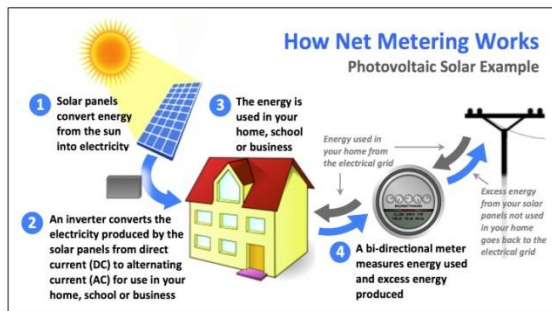 How Net Metering Works
Photovoltaic Solar Example
1
Solar panels
convert energy
from the sun
into electricity
3
The energy is
used in your
home, school
or business
Energy used in
your home from
the electrical grid
Excess energy
from your solar
panels not used
in your home
goes back to the
electrical grid
2
An inverter converts the
electricity produced by the
solar panels from direct
current (DC) to alternating
current (AC) for use in your
home, school or business
4
A bi-directional meter
measures energy used
and excess energy
produced